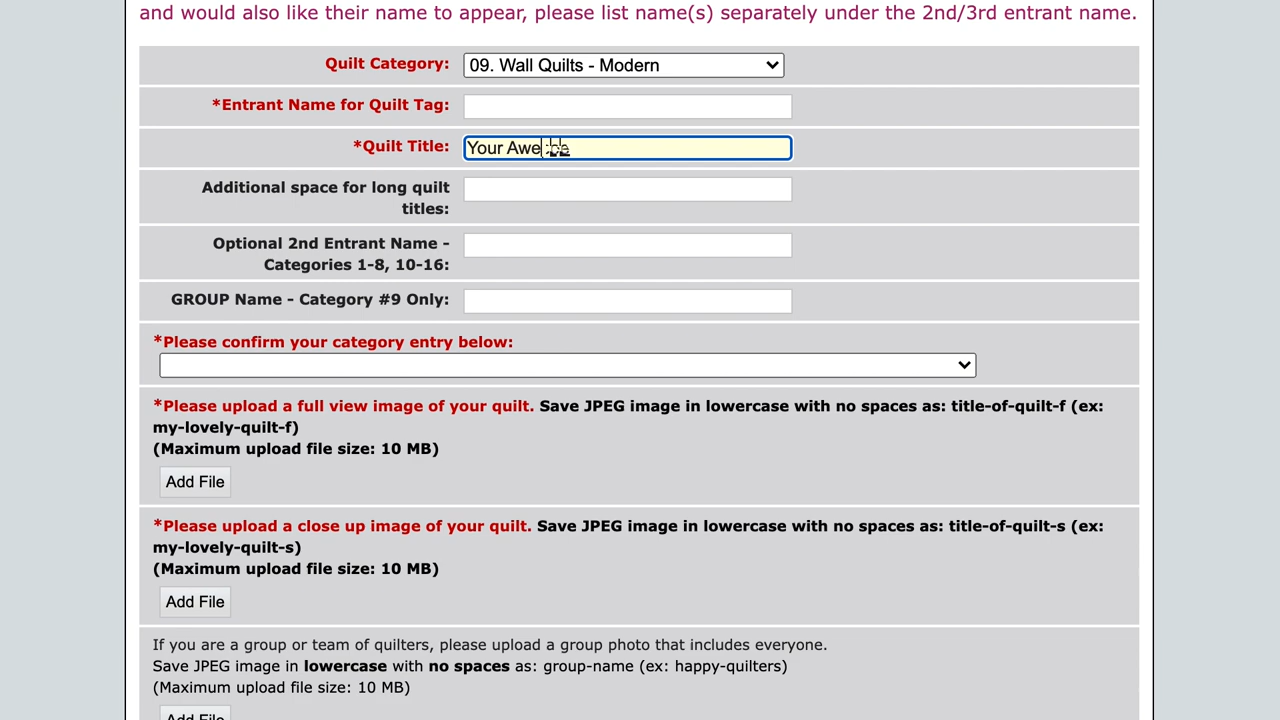 and would also like their name to appear, please list name(s) separately under the 2nd/3rd entrant name.
Quilt Category: 09. Wall Quilts - Modern
*Entrant Name for Quilt Tag:
*Quilt Title: Your Awe
Additional space for long quilt
titles:
Optional 2nd Entrant Name -
Categories 1-8, 10-16:
GROUP Name - Category #9 Only:
*Please confirm your category entry below:
*Please upload a full view image of your quilt. Save JPEG image in lowercase with no spaces as: title-of-quilt-f (ex:
my-lovely-quilt-f)
(Maximum upload file size: 10 MB)
Add File
*Please upload a close up image of your quilt. Save JPEG image in lowercase with no spaces as: title-of-quilt-s (ex:
my-lovely-quilt-s)
(Maximum upload file size: 10 MB)
Add File
If you are a group or team of quilters, please upload a group photo that includes everyone.
Save JPEG image in lowercase with no spaces as: group-name (ex: happy-quilters)
(Maximum upload file size: 10 MB)
Add File